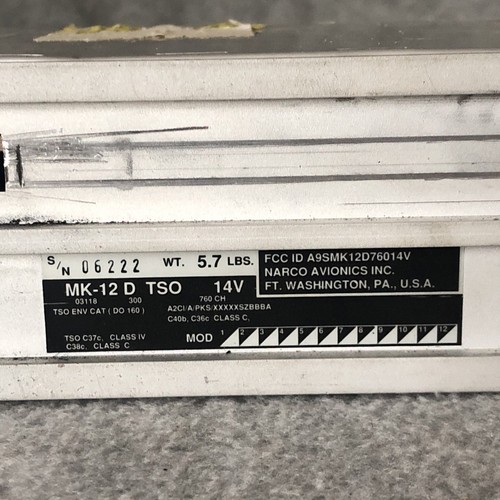 S/N 06222 WT. 5.7 LBS.
FCC ID A9SMK12D76014V
NARCO AVIONICS INC.
FT. WASHINGTON, PA., U.S.A.
MK-12 D TSO 14V
03118 300 760 CH
TSO ENV CAT (DO 160) A2CI/A/PKS/XXXXXSZBBBA
C40b, C36c CLASS C,
TSO C37c, CLASS IV
C38c, CLASS C
MOD 1 2 3 4 5 6 7 8 9 10 11 12